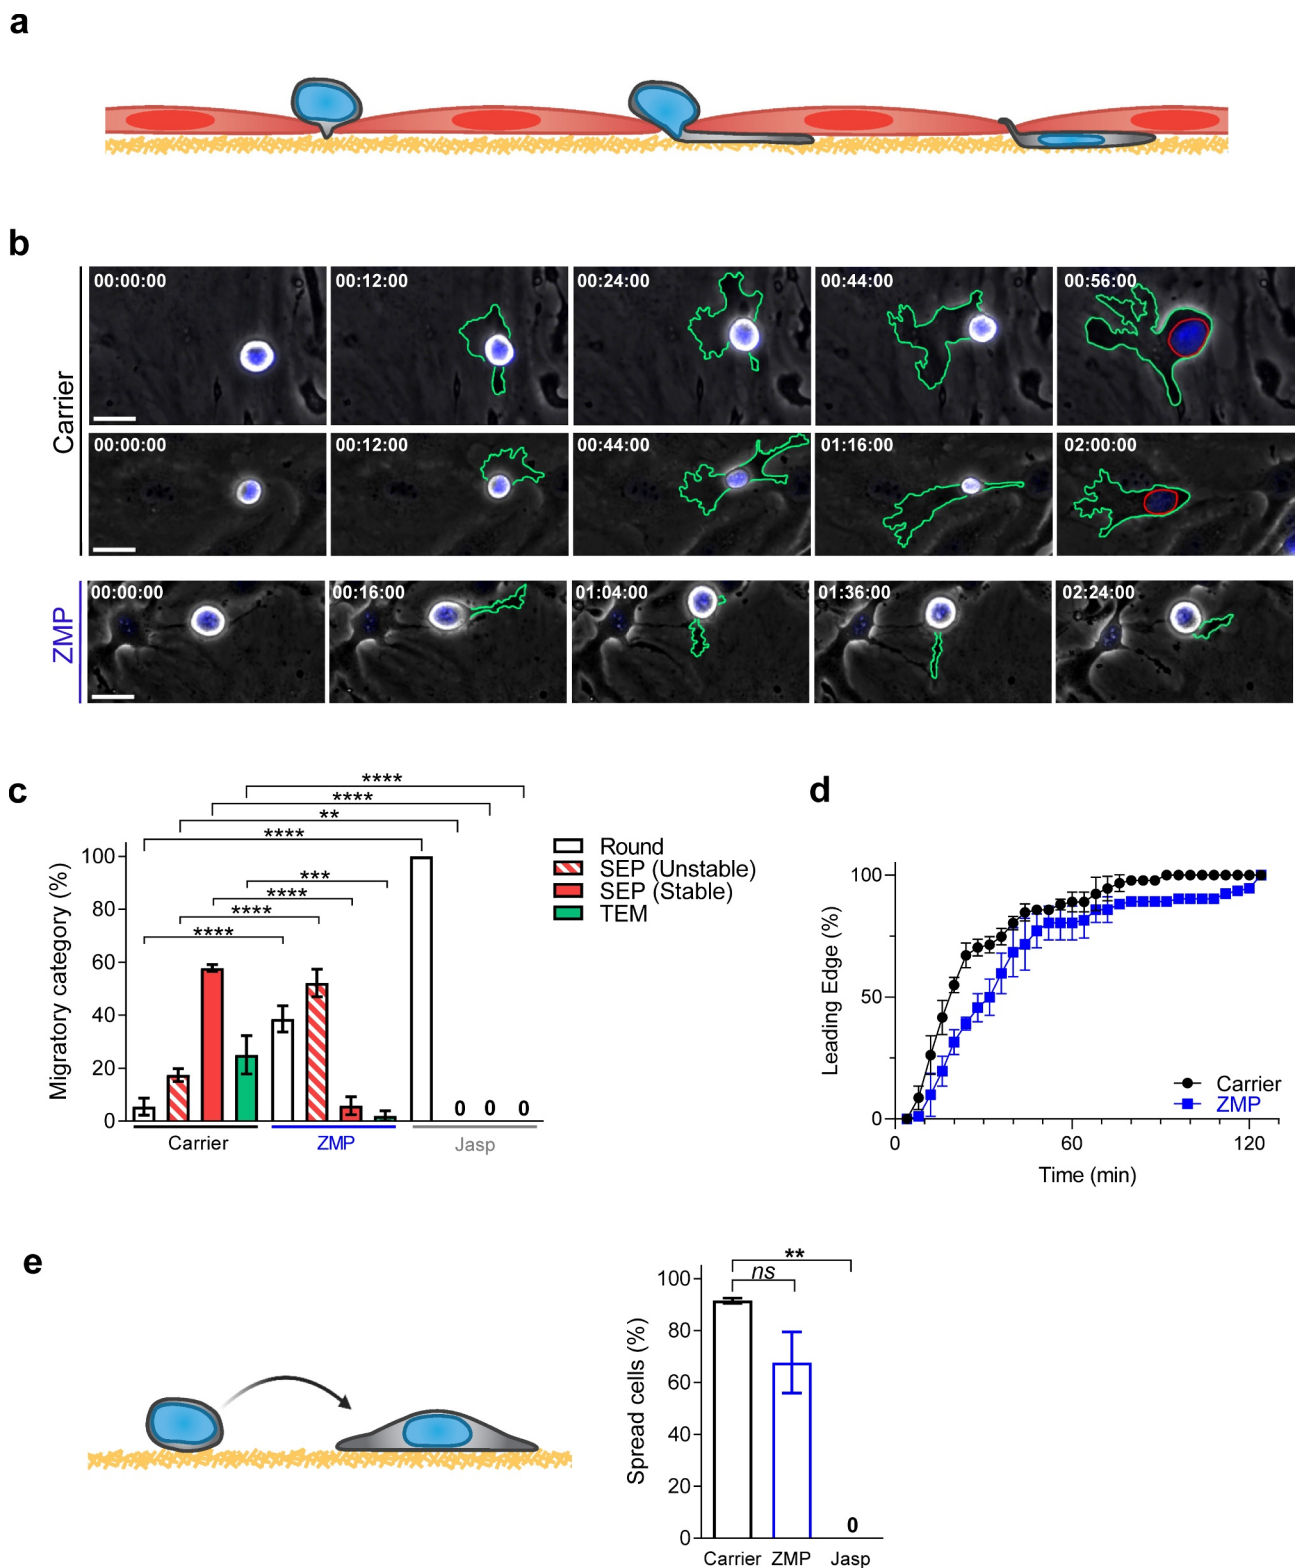 a
b
Carrier
00:00:00
00:12:00
00:24:00
00:44:00
00:56:00
00:00:00
00:12:00
00:44:00
01:16:00
02:00:00
ZMP
00:00:00
00:16:00
01:04:00
01:36:00
02:24:00
c
****
****
**
****
***
****
****
****
Migratory category (%)
100
80
60
40
20
0
0 0 0
Carrier ZMP Jasp
Round
SEP (Unstable)
SEP (Stable)
TEM
d
Leading Edge (%)
100
50
0
0 60 120
Time (min)
Carrier
ZMP
e
**
ns
Spread cells (%)
100
80
60
40
20
0
0
Carrier ZMP Jasp